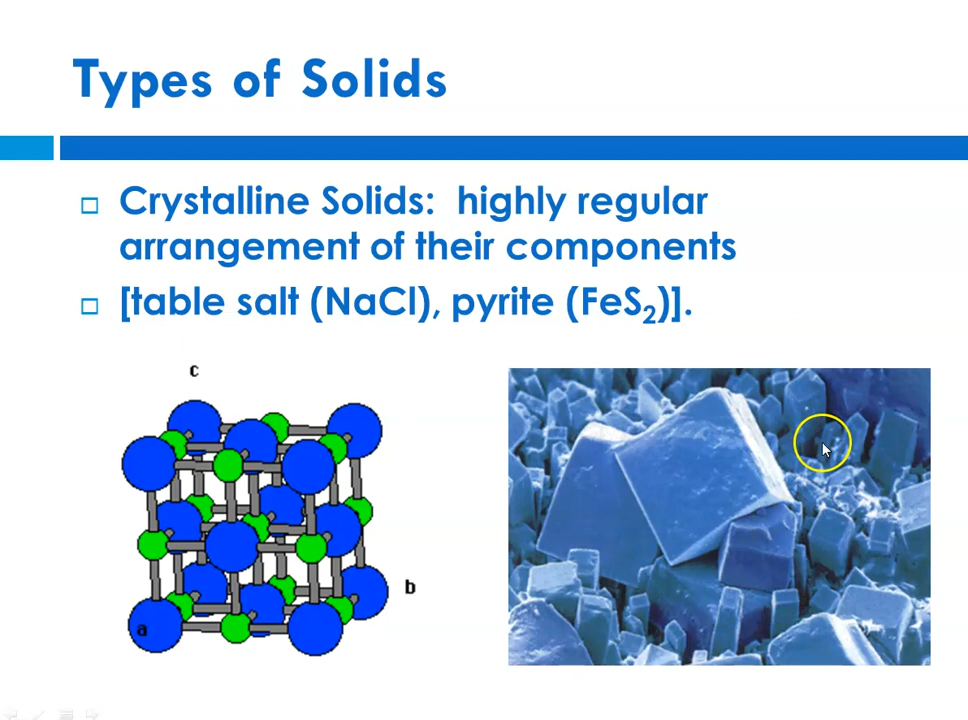 Types of Solids
Crystalline Solids: highly regular
arrangement of their components
[table salt (NaCl), pyrite (FeS₂)].
c
b
a